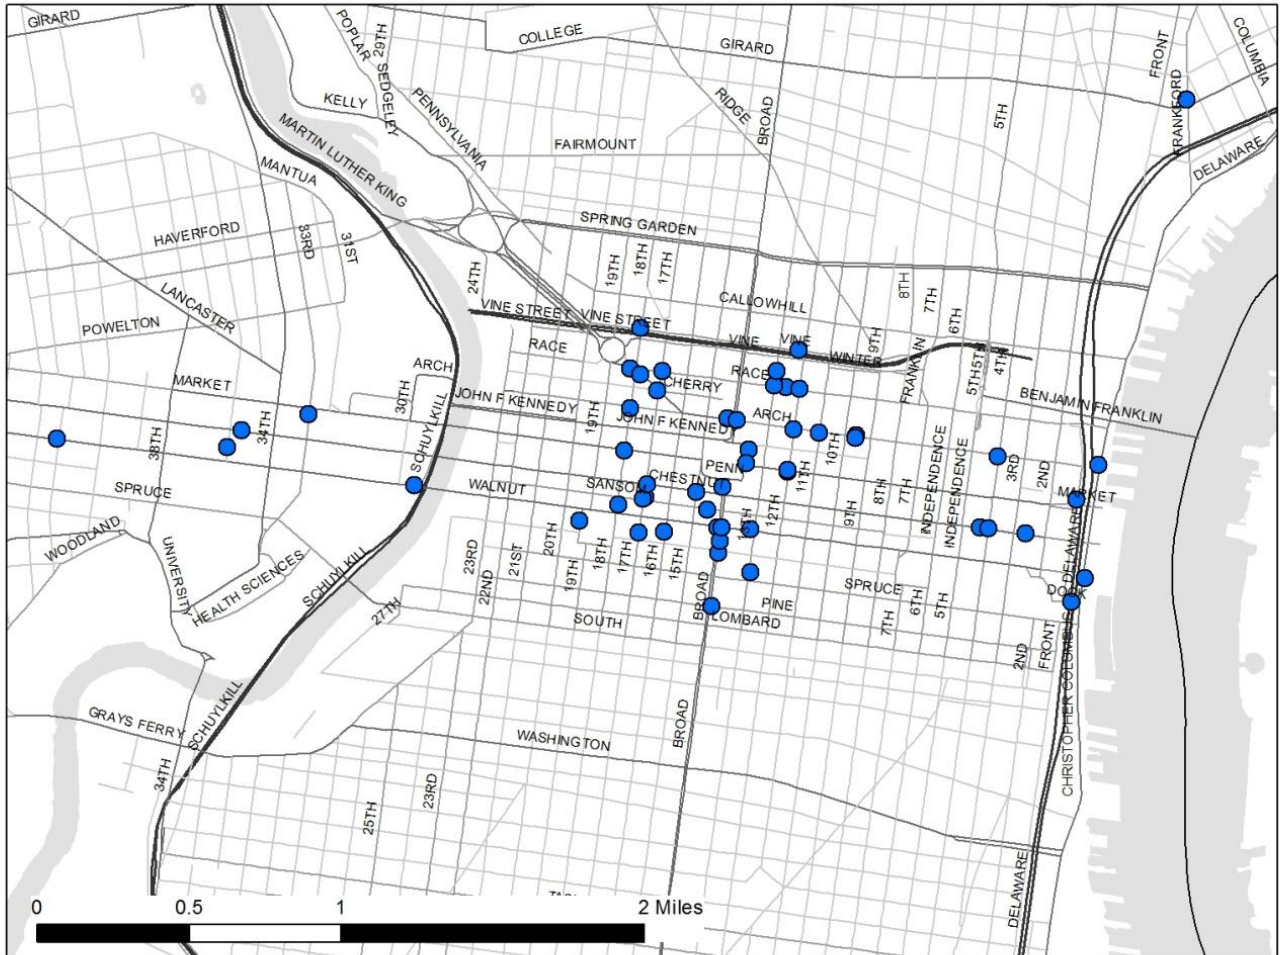 GIRARD
POPLAR
29TH
COLLEGE
GIRARD
FRONT
COLUMBIA
SEDGELEY
KELLY
PENNSYLVANIA
RIDGE
BROAD
5TH
FRANKFORD
MARTIN LUTHER KING
FAIRMOUNT
DELAWARE
MANTUA
HAVERFORD
33RD
31ST
SPRING GARDEN
24TH
19TH
18TH
17TH
LANCASTER
POWELTON
VINE STREET
VINE STREET
CALLOWHILL
8TH
7TH
6TH
RACE
VINE
VINE
WINTER
9TH
FRANKLIN
5TH
5TH
4TH
ARCH
MARKET
30TH
CHERRY
RACE
BENJAMIN FRANKLIN
JOHN F KENNEDY
19TH
JOHN F KENNEDY
ARCH
38TH
34TH
SCHUYLKILL
10TH
INDEPENDENCE
INDEPENDENCE
3RD
2ND
PENN
11TH
SPRUCE
WALNUT
SANSOM
CHESTNUT
8TH
7TH
MARKET
12TH
9TH
WOODLAND
UNIVERSITY
HEALTH SCIENCES
SCHUYLKILL
23RD
22ND
21ST
20TH
19TH
18TH
17TH
16TH
15TH
DELAWARE
27TH
BROAD
SPRUCE
DOCK
PINE
LOMBARD
SOUTH
7TH
6TH
5TH
2ND
FRONT
CHRISTOPHER COLUMBUS
GRAYS FERRY
SCHUYLKILL
WASHINGTON
BROAD
34TH
25TH
23RD
DELAWARE
0 0.5 1 2 Miles